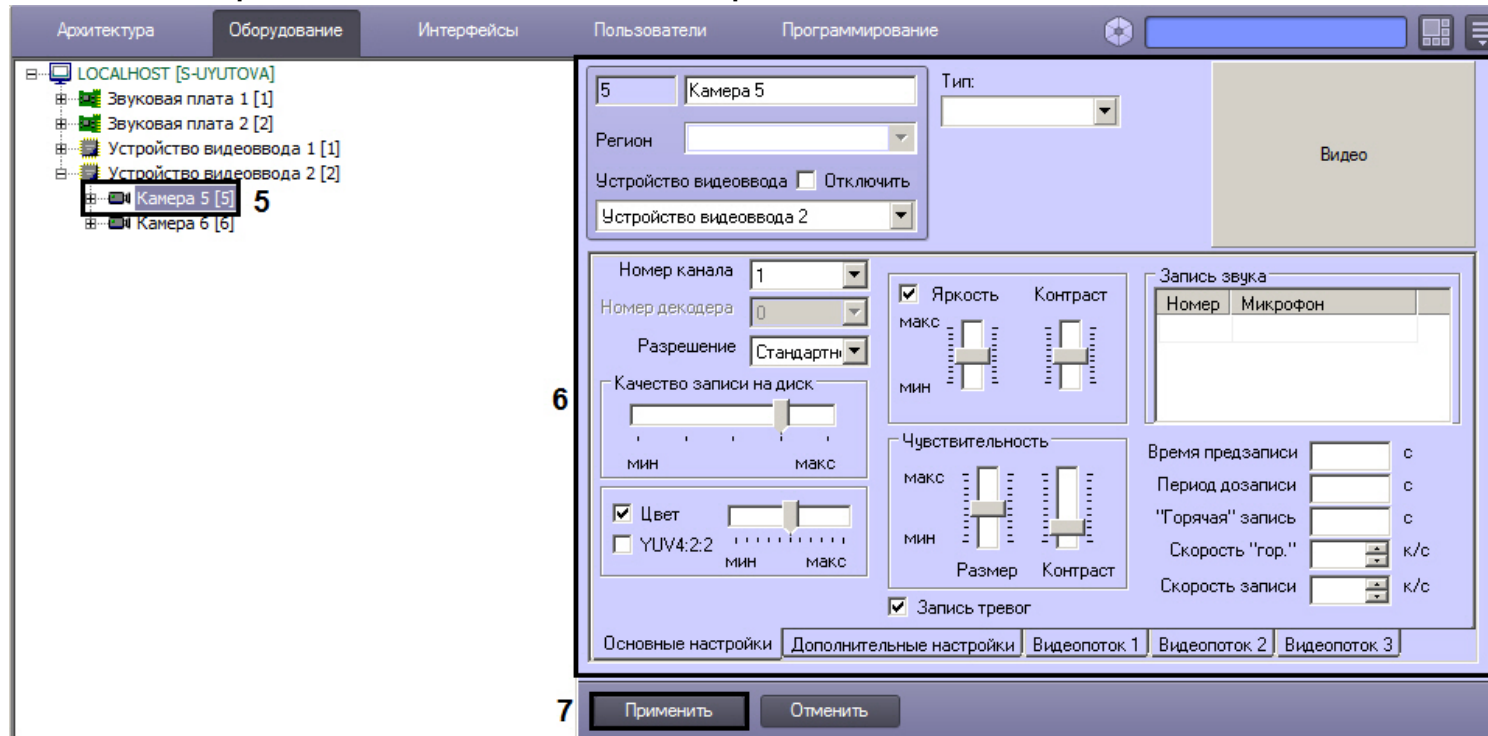 Архитектура Оборудование Интерфейсы Пользователи Программирование
LOCALHOST [S-UYUTOVA]
Звуковая плата 1 [1]
Звуковая плата 2 [2]
Устройство видеоввода 1 [1]
Устройство видеоввода 2 [2]
Камера 5 [5] 5
Камера 6 [6]
5 Камера 5 Тип:
Регион
Видео
Устройство видеоввода Отключить
Устройство видеоввода 2
Номер канала 1
Номер декодера 0
Разрешение Стандартн
6
Качество записи на диск
мин макс
Цвет
YUV4:2:2
мин макс
Яркость Контраст
макс
мин
Чувствительность
макс
мин
Размер Контраст
Запись тревог
Запись звука
Номер Микрофон
Время предзаписи с
Период дозаписи с
"Горячая" запись с
Скорость "гор." к/с
Скорость записи к/с
Основные настройки Дополнительные настройки Видеопоток 1 Видеопоток 2 Видеопоток 3
7 Применить Отменить